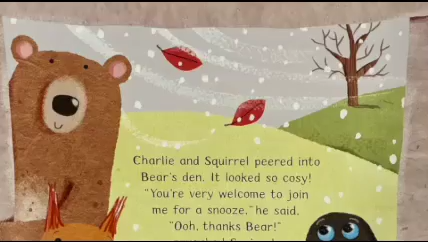 Charlie and Squirrel peered into
Bear's den. It looked so cosy!
"You're very welcome to join
me for a snooze," he said.
"Ooh, thanks Bear!"